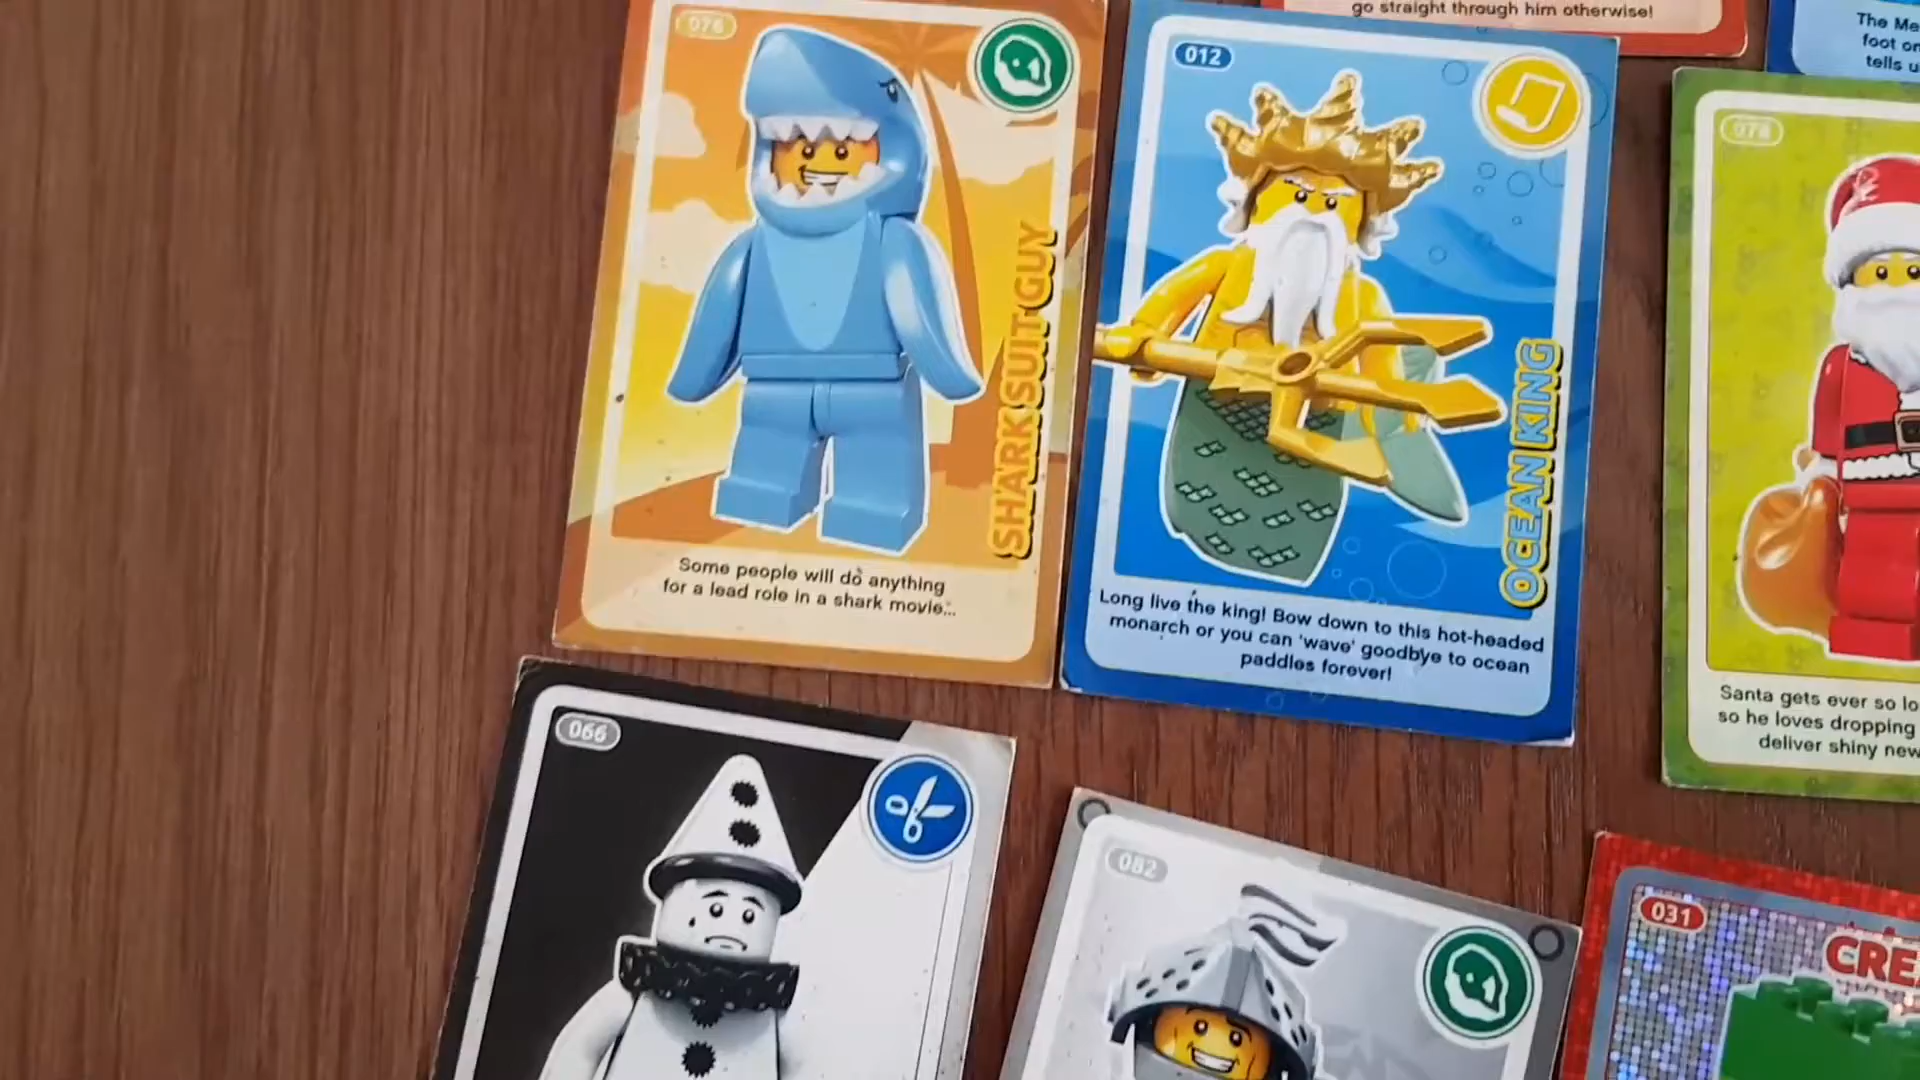 go straight through him otherwise!
The Me
foot on
tells u
076
SHARK SUIT GUY
Some people will do anything
for a lead role in a shark movie...
012
OCEAN KING
Long live the king! Bow down to this hot-headed
monarch or you can 'wave' goodbye to ocean
paddles forever!
078
Santa gets ever so lo
so he loves dropping
deliver shiny new
066
082
031
CREA